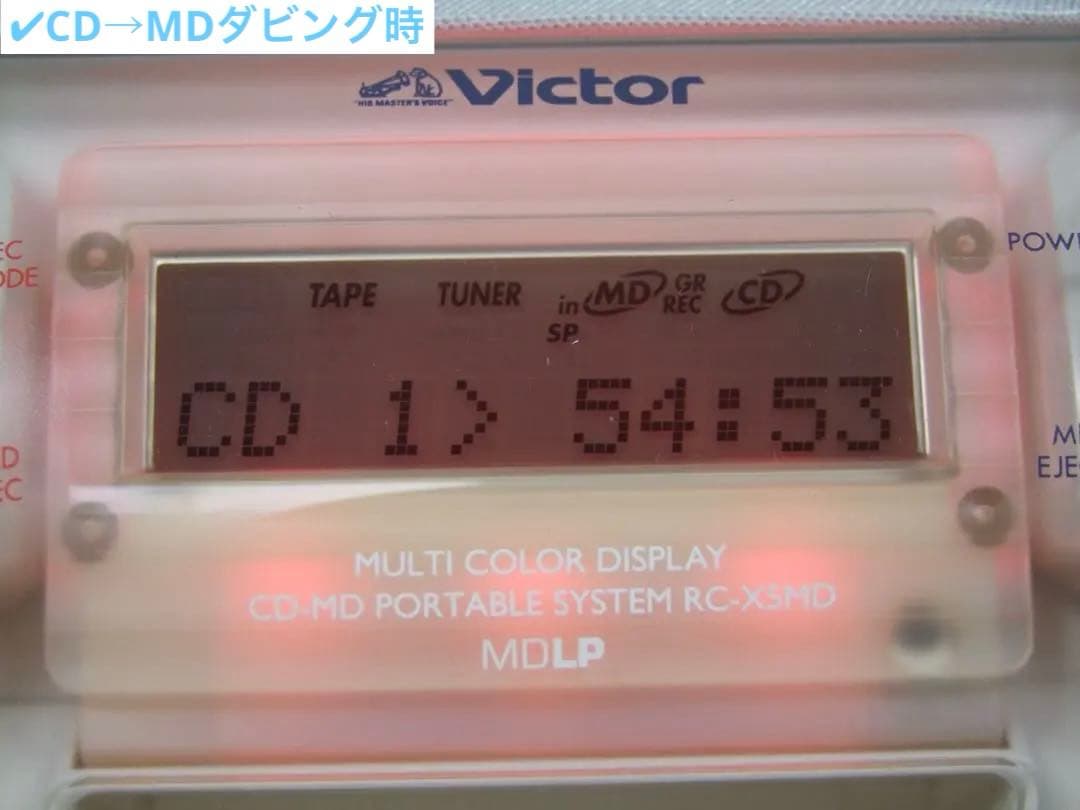 ✔CD→MDダビング時
"HIS MASTER'S VOICE" Victor
EC
ODE
POW
TAPE TUNER in MD GR REC CD
SP
CD 1> 54:53
D
EC
M
EJE
MULTI COLOR DISPLAY
CD-MD PORTABLE SYSTEM RC-X5MD
MDLP